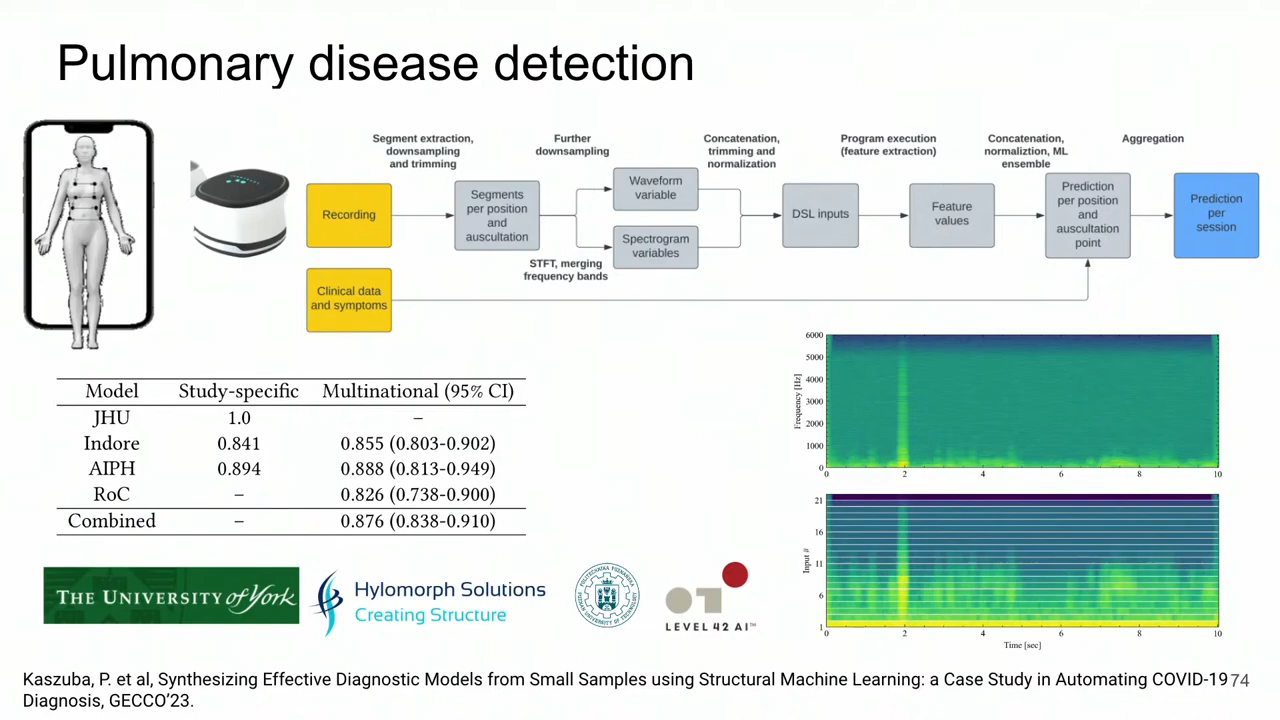 Pulmonary disease detection
Segment extraction,
downsampling
and trimming
Further
downsampling
Concatenation,
trimming and
normalization
Program execution
(feature extraction)
Concatenation,
normaliztion, ML
ensemble
Aggregation
Recording
Segments
per position
and
auscultation
Waveform
variable
Spectrogram
variables
STFT, merging
frequency bands
DSL inputs
Feature
values
Prediction
per position
and
auscultation
point
Prediction
per
session
Clinical data
and symptoms
Model Study-specific Multinational (95% CI)
JHU 1.0 –
Indore 0.841 0.855 (0.803-0.902)
AIPH 0.894 0.888 (0.813-0.949)
RoC – 0.826 (0.738-0.900)
Combined – 0.876 (0.838-0.910)
Frequency [Hz]
6000
5000
4000
3000
2000
1000
0
0 2 4 6 8 10
Input #
21
16
11
6
1
0 2 4 6 8 10
Time [sec]
THE UNIVERSITY of York
Hylomorph Solutions
Creating Structure
LEVEL 42 AI™
Kaszuba, P. et al, Synthesizing Effective Diagnostic Models from Small Samples using Structural Machine Learning: a Case Study in Automating COVID-19
Diagnosis, GECCO'23.
74